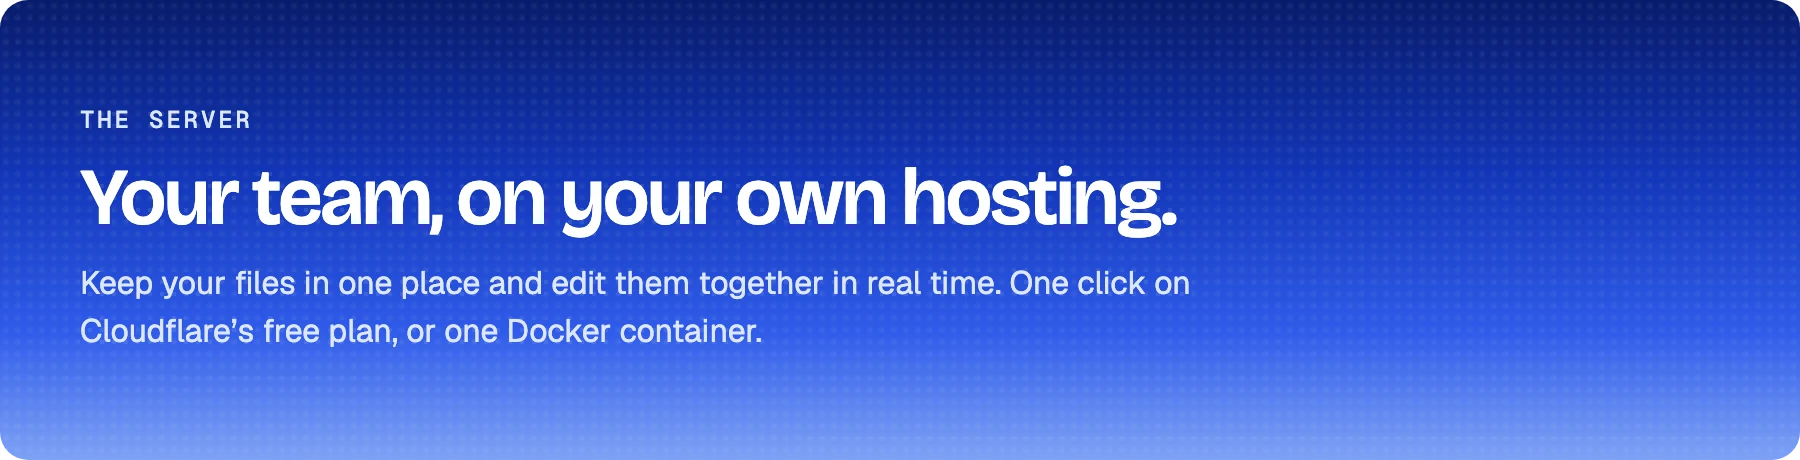 THE SERVER
Your team, on your own hosting.
Keep your files in one place and edit them together in real time. One click on
Cloudflare’s free plan, or one Docker container.